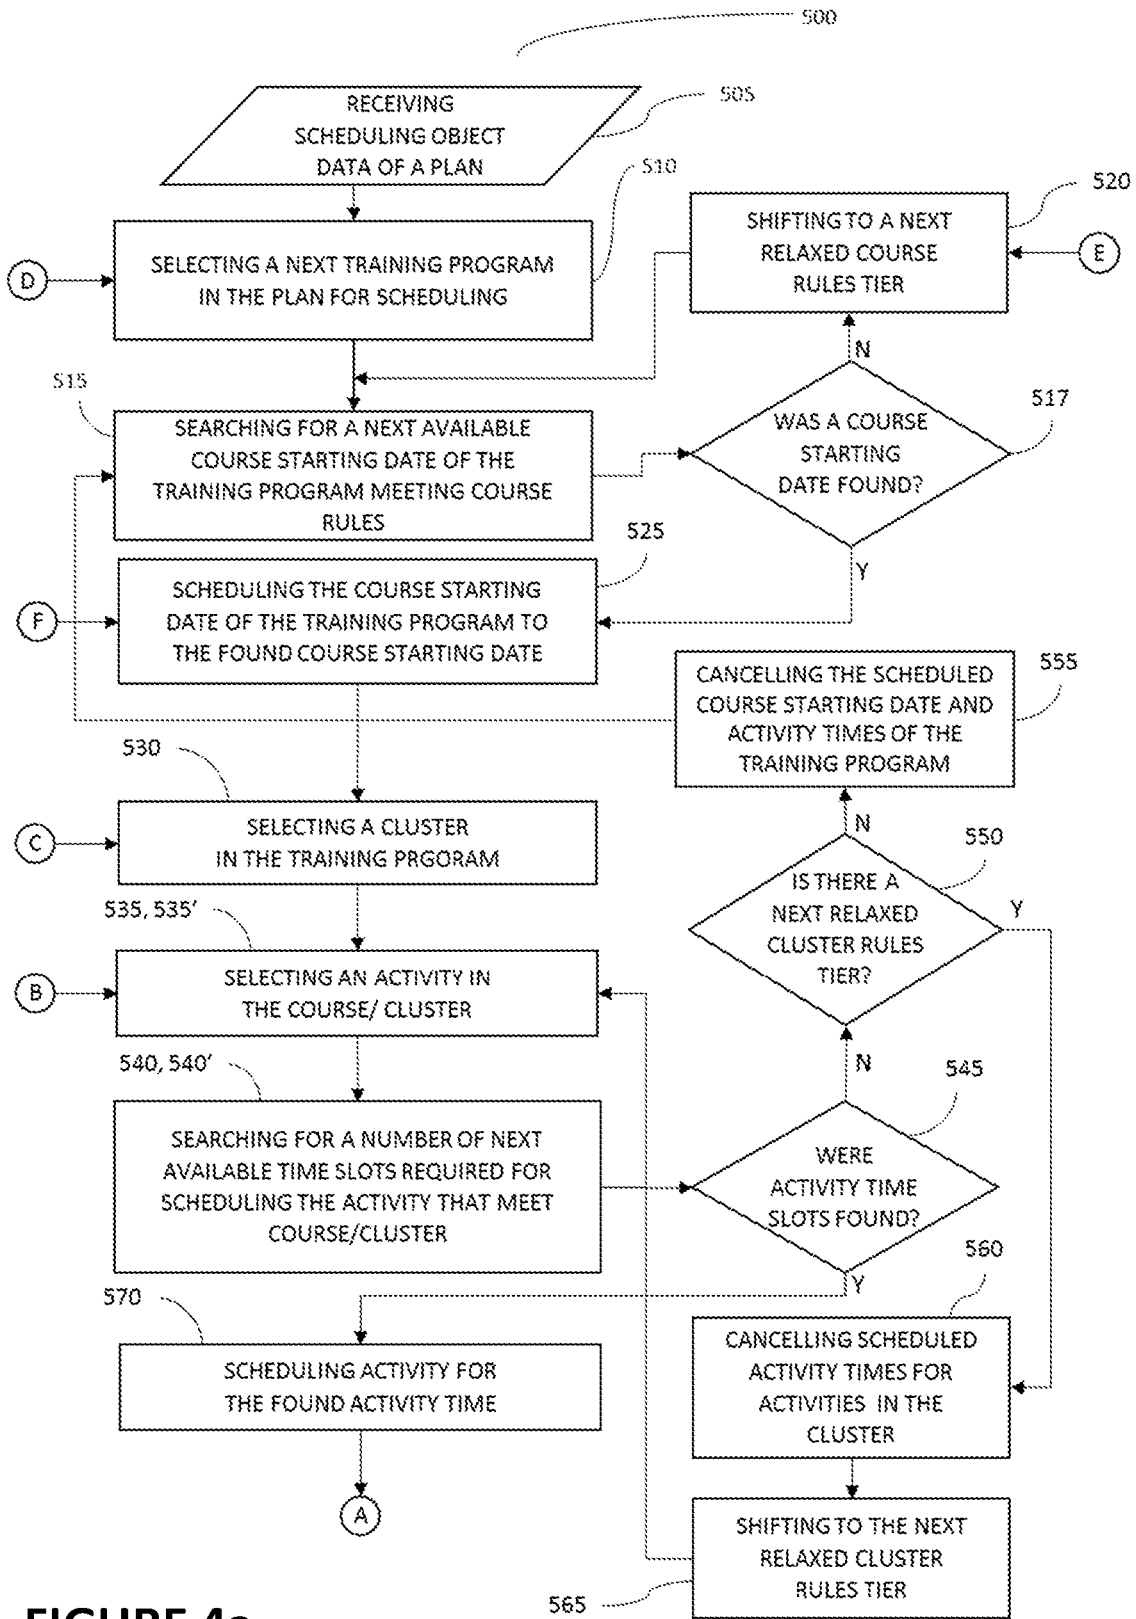 500
RECEIVING
SCHEDULING OBJECT
DATA OF A PLAN
505
510
SELECTING A NEXT TRAINING PROGRAM
IN THE PLAN FOR SCHEDULING
D
SHIFTING TO A NEXT
RELAXED COURSE
RULES TIER
520
E
N
515
SEARCHING FOR A NEXT AVAILABLE
COURSE STARTING DATE OF THE
TRAINING PROGRAM MEETING COURSE
RULES
WAS A COURSE
STARTING
DATE FOUND?
517
Y
525
SCHEDULING THE COURSE STARTING
DATE OF THE TRAINING PROGRAM TO
THE FOUND COURSE STARTING DATE
F
CANCELLING THE SCHEDULED
COURSE STARTING DATE AND
ACTIVITY TIMES OF THE
TRAINING PROGRAM
555
530
SELECTING A CLUSTER
IN THE TRAINING PRGORAM
C
N
550
IS THERE A
NEXT RELAXED
CLUSTER RULES
TIER?
Y
535, 535'
SELECTING AN ACTIVITY IN
THE COURSE/ CLUSTER
B
N
540, 540'
SEARCHING FOR A NUMBER OF NEXT
AVAILABLE TIME SLOTS REQUIRED FOR
SCHEDULING THE ACTIVITY THAT MEET
COURSE/CLUSTER
545
WERE
ACTIVITY TIME
SLOTS FOUND?
Y
560
570
SCHEDULING ACTIVITY FOR
THE FOUND ACTIVITY TIME
CANCELLING SCHEDULED
ACTIVITY TIMES FOR
ACTIVITIES IN THE
CLUSTER
A
SHIFTING TO THE NEXT
RELAXED CLUSTER
RULES TIER
565
FIGURE 4a